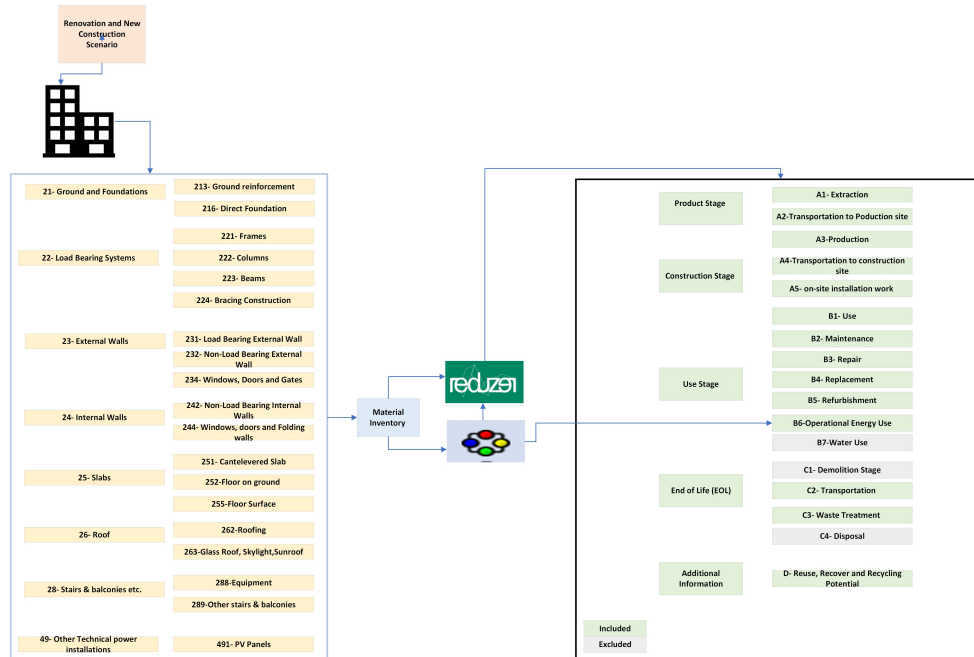 Renovation and New
Construction
Scenario
21- Ground and Foundations
213- Ground reinforcement
216- Direct Foundation
22- Load Bearing Systems
221- Frames
222- Columns
223- Beams
224- Bracing Construction
23- External Walls
231- Load Bearing External Wall
232- Non-Load Bearing External
Wall
234- Windows, Doors and Gates
24- Internal Walls
242- Non-Load Bearing Internal
Walls
244- Windows, doors and Folding
walls
25- Slabs
251- Cantelevered Slab
252-Floor on ground
255-Floor Surface
26- Roof
262-Roofing
263-Glass Roof, Skylight,Sunroof
28- Stairs & balconies etc.
288-Equipment
289-Other stairs & balconies
49- Other Technical power
installations
491- PV Panels
Material
Inventory
reduzer
Product Stage
A1- Extraction
A2-Transportation to Poduction site
A3-Production
Construction Stage
A4-Transportation to construction
site
A5- on-site installation work
Use Stage
B1- Use
B2- Maintenance
B3- Repair
B4- Replacement
B5- Refurbishment
B6-Operational Energy Use
B7-Water Use
End of Life (EOL)
C1- Demolition Stage
C2- Transportation
C3- Waste Treatment
C4- Disposal
Additional
Information
D- Reuse, Recover and Recycling
Potential
Included
Excluded